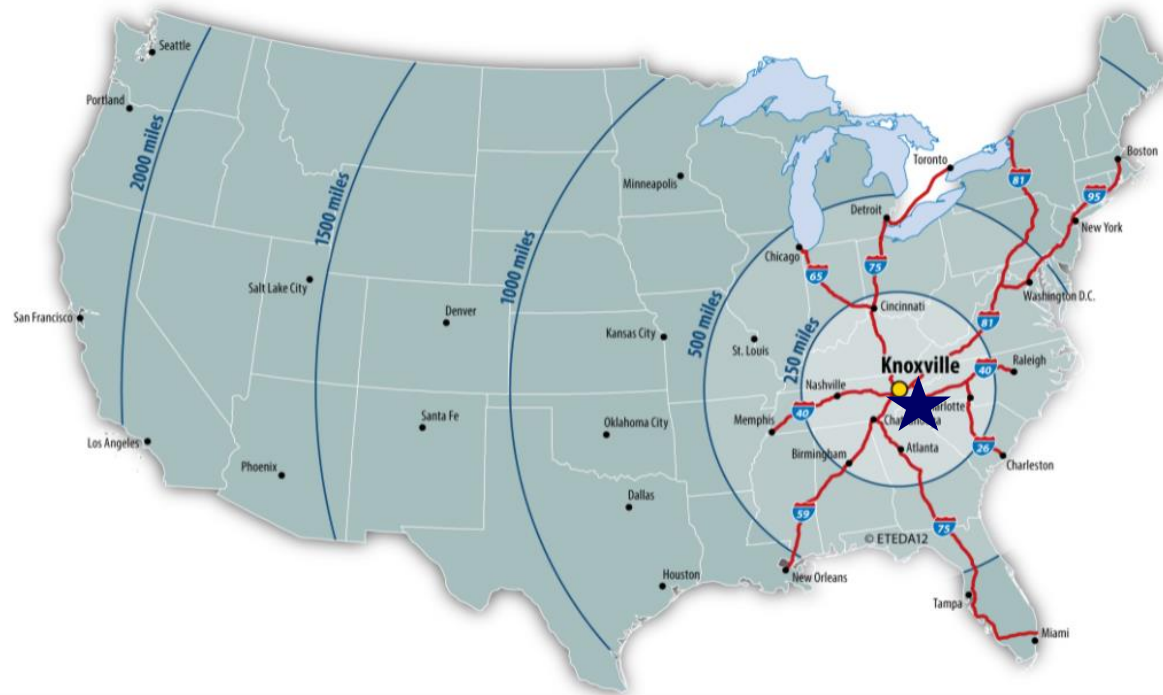 Seattle
Portland
2000 miles
1500 miles
1000 miles
500 miles
250 miles
Minneapolis
Toronto
Boston
81
95
Detroit
New York
Chicago
65
75
Salt Lake City
Washington D.C.
San Francisco
Denver
Cincinnati
81
Kansas City
St. Louis
Knoxville
Raleigh
40
Nashville
40
Santa Fe
Oklahoma City
Memphis
Los Angeles
Atlanta
26
Birmingham
Charleston
Phoenix
Dallas
59
75
© ETEDA12
Houston
New Orleans
Tampa
Miami